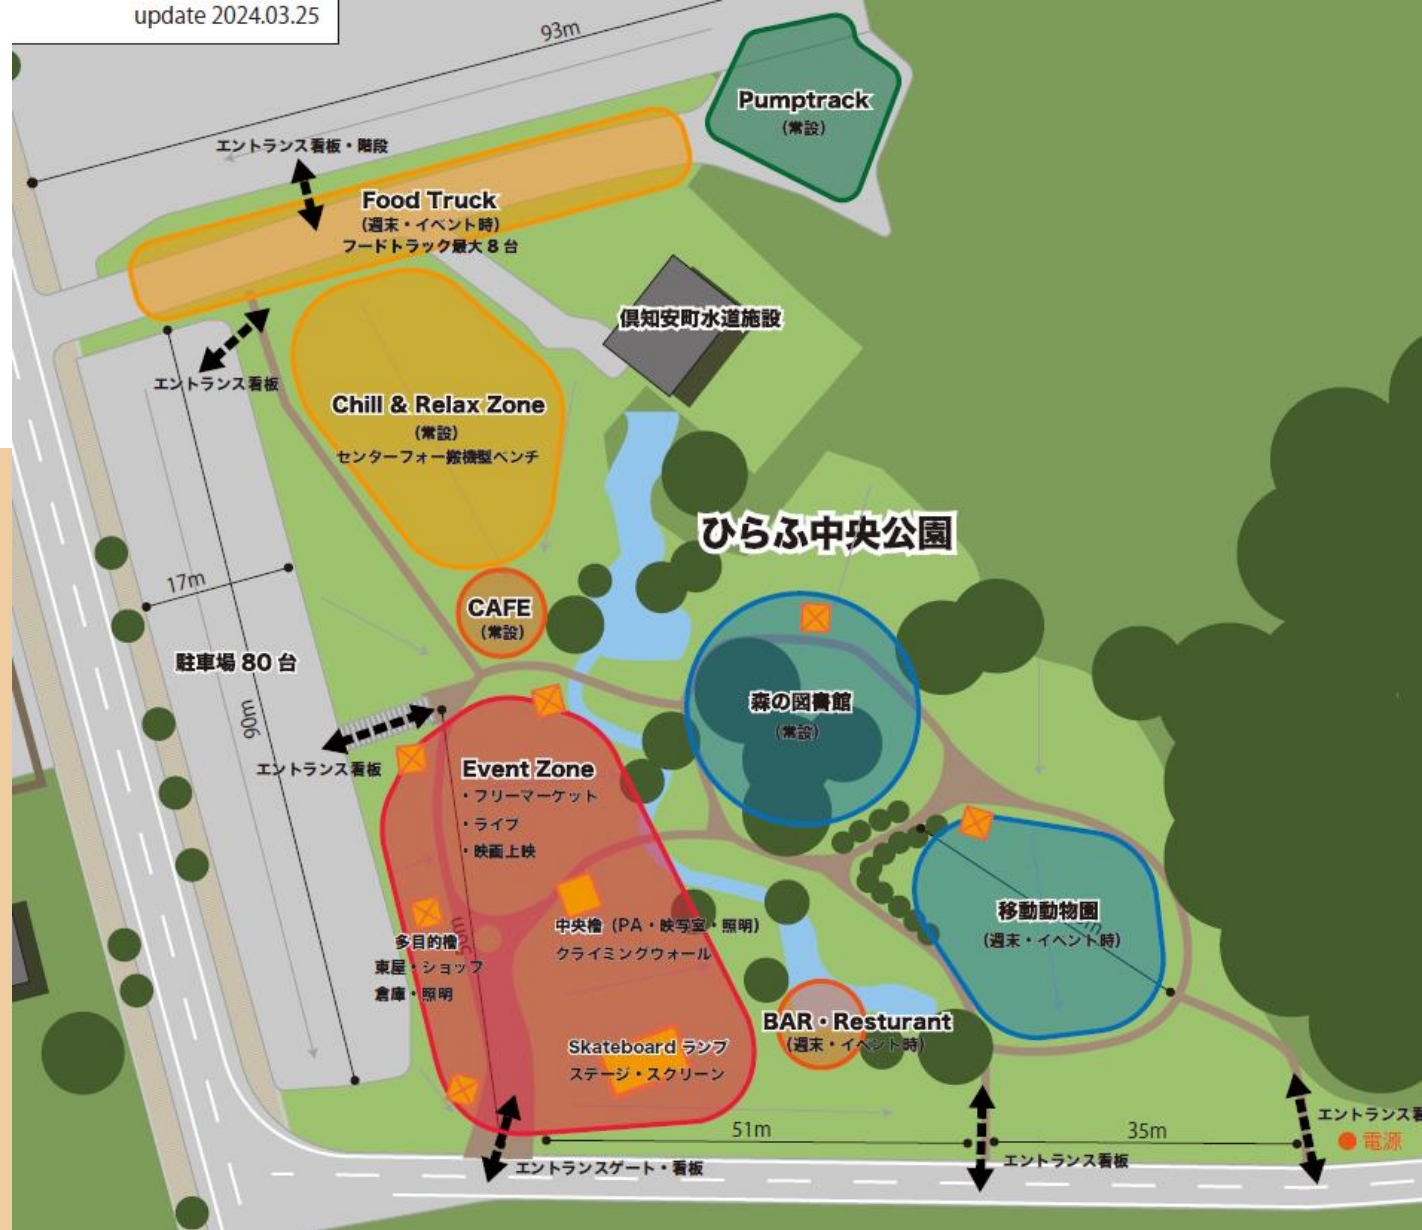 update 2024.03.25
93m
Pumptrack
(常設)
エントランス看板・階段
Food Truck
(週末・イベント時)
フードトラック最大 8 台
倶知安町水道施設
エントランス看板
Chill & Relax Zone
(常設)
センターフォー搬機型ベンチ
ひらふ中央公園
17m
CAFE
(常設)
駐車場 80 台
90m
森の図書館
(常設)
エントランス看板
Event Zone
・フリーマーケット
・ライブ
・映画上映
移動動物園
(週末・イベント時)
中央櫓（PA・映写室・照明）
クライミングウォール
多目的櫓
東屋・ショップ
倉庫・照明
50m
BAR・Resturant
(週末・イベント時)
Skateboard ランプ
ステージ・スクリーン
51m
35m
エントランスゲート・看板
エントランス看板
エントランス看
電源